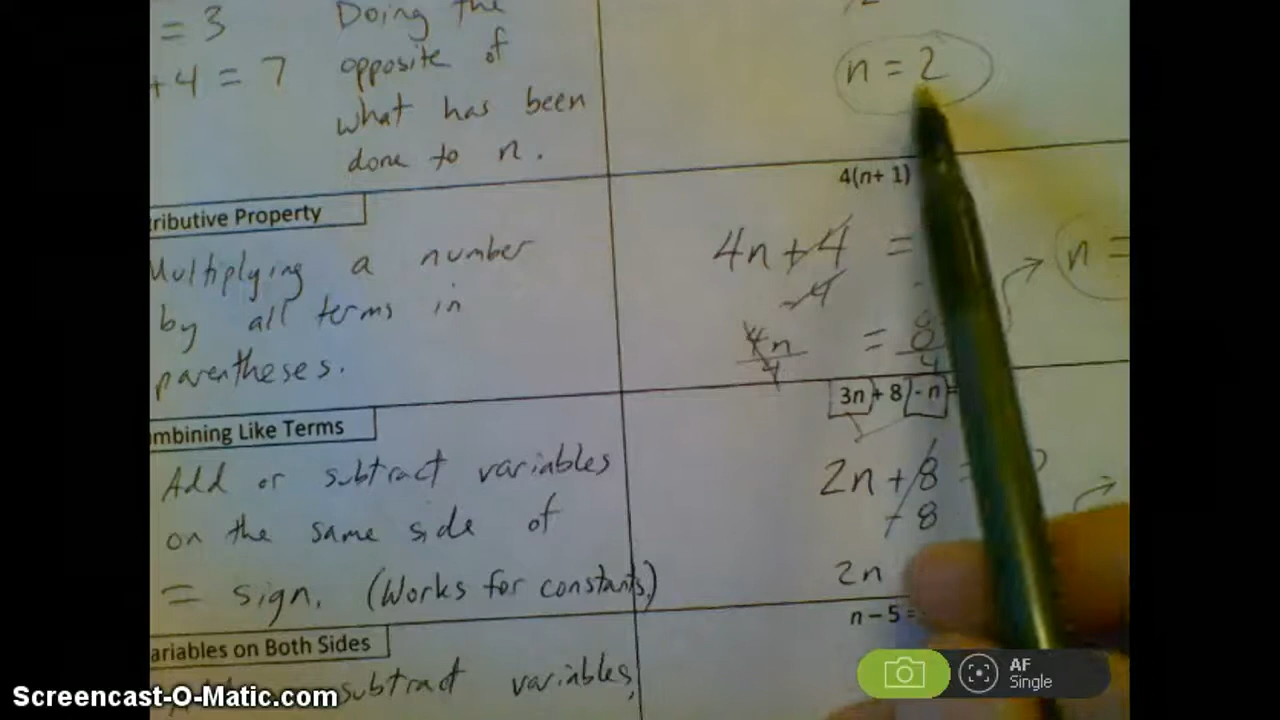 = 3
+4 = 7
Doing the
opposite of
what has been
done to n.
n = 2
ributive Property
Multiplying a number
by all terms in
parentheses.
4(n+ 1)
4n + 4 =
- 4
4n = 8
4 4
n =
mbining Like Terms
Add or subtract variables
on the same side of
= sign. (Works for constants)
3n + 8 - n =
2n + 8 =
- 8
2n
ariables on Both Sides
subtract variables,
n – 5 =
AF
Single
Screencast-O-Matic.com